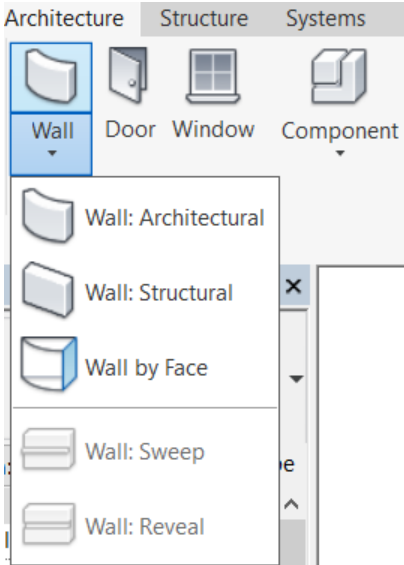 Architecture Structure Systems
Wall Door Window Component
Wall: Architectural
Wall: Structural
Wall by Face
Wall: Sweep
Wall: Reveal